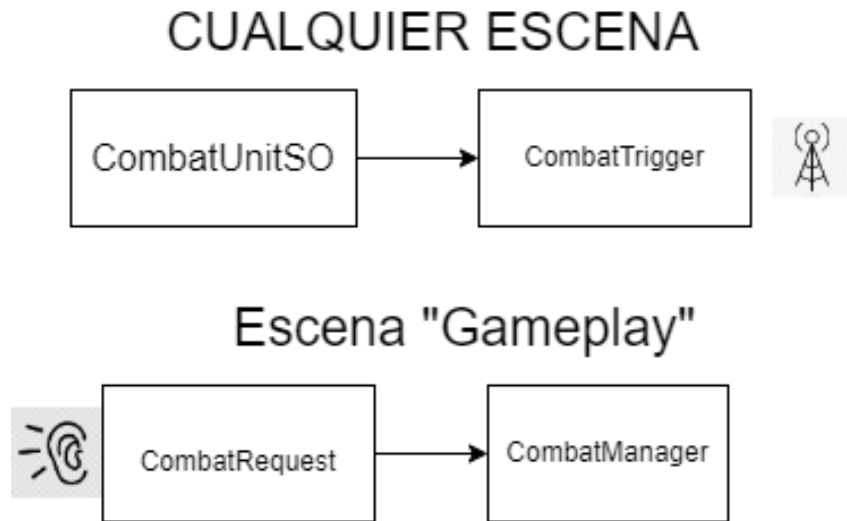 CUALQUIER ESCENA
CombatUnitSO
CombatTrigger
Escena "Gameplay"
CombatRequest
CombatManager